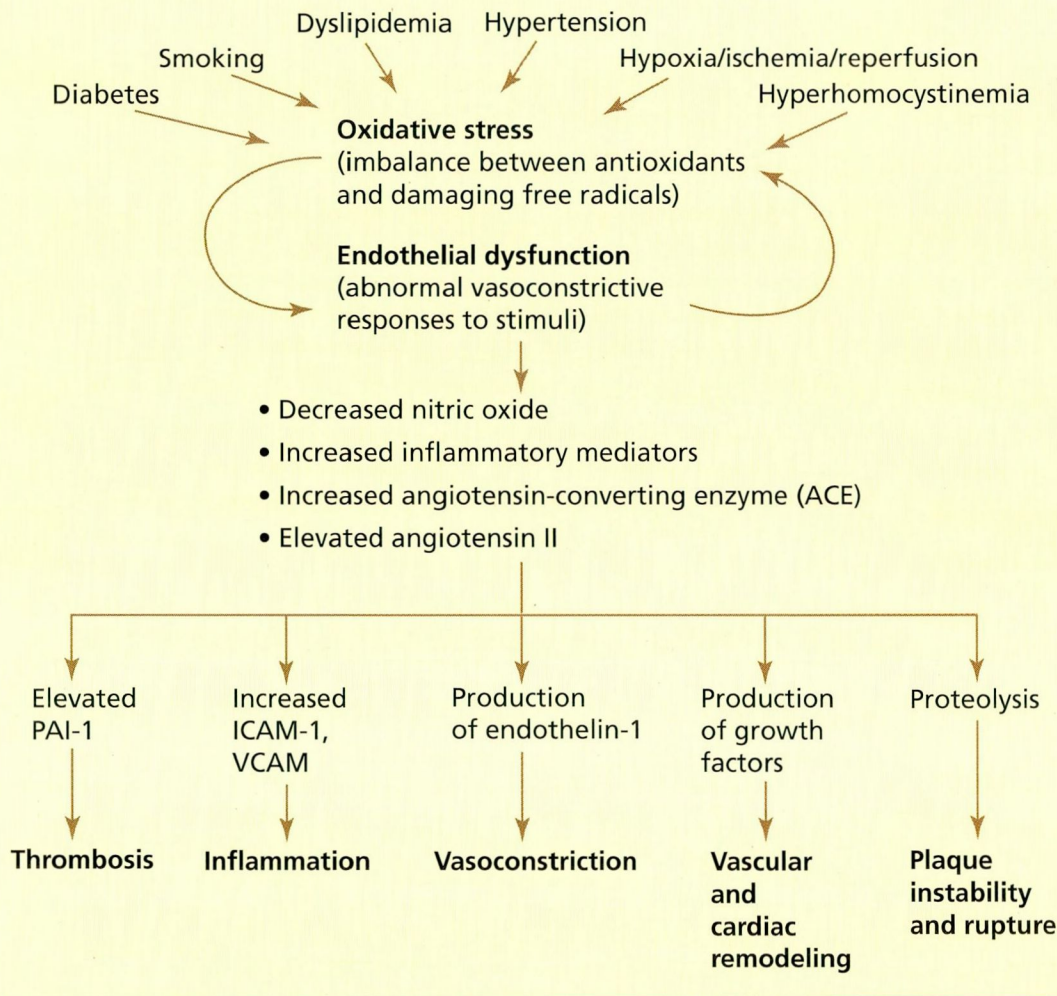 Dyslipidemia
Hypertension
Smoking
Hypoxia/ischemia/reperfusion
Diabetes
Hyperhomocystinemia
Oxidative stress
(imbalance between antioxidants
and damaging free radicals)
Endothelial dysfunction
(abnormal vasoconstrictive
responses to stimuli)
• Decreased nitric oxide
• Increased inflammatory mediators
• Increased angiotensin-converting enzyme (ACE)
• Elevated angiotensin II
Elevated
PAI-1
Increased
ICAM-1,
VCAM
Production
of endothelin-1
Production
of growth
factors
Proteolysis
Thrombosis
Inflammation
Vasoconstriction
Vascular
and
cardiac
remodeling
Plaque
instability
and rupture